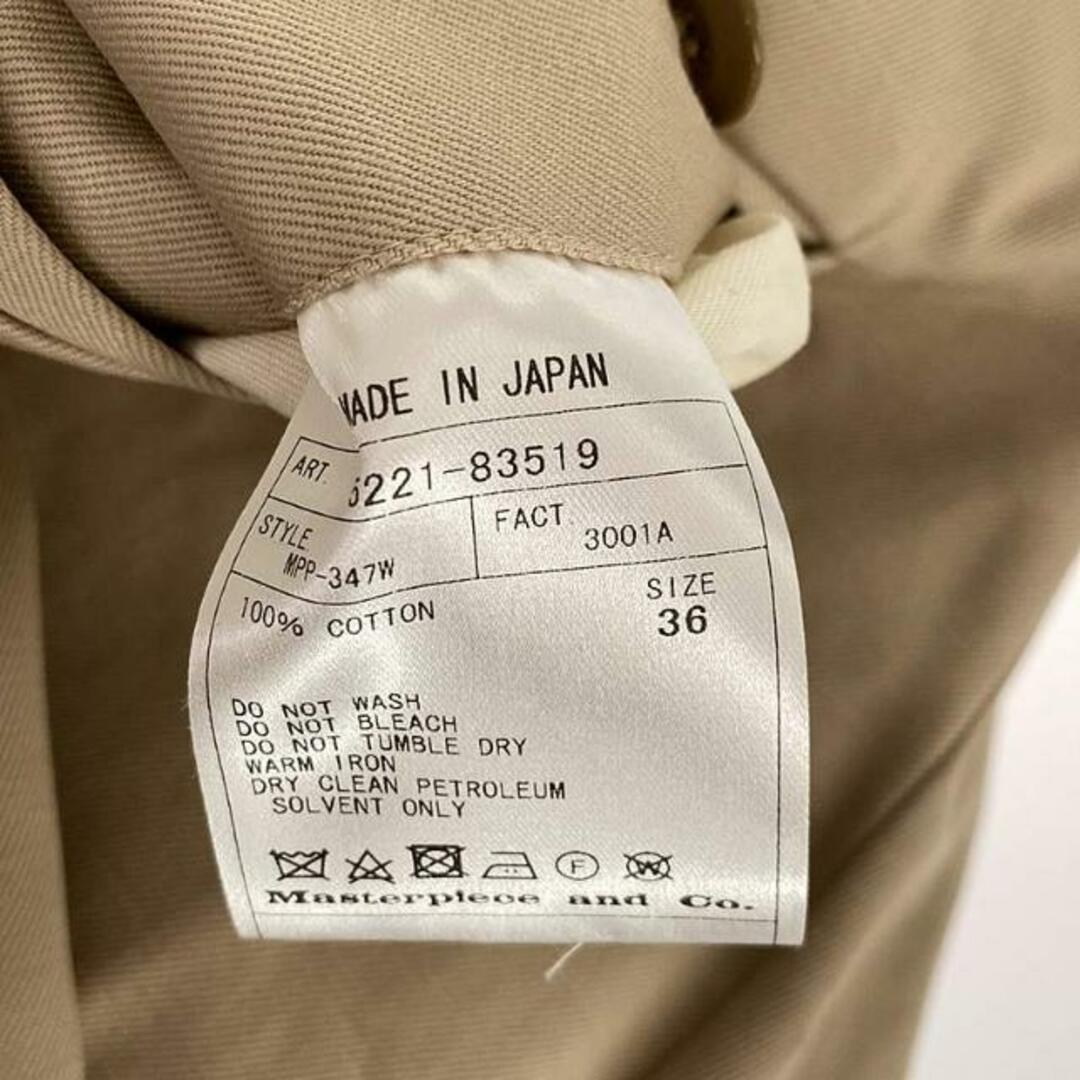 MADE IN JAPAN
ART. 5221-83519
STYLE FACT.
MPP-347W 3001A
100% COTTON SIZE
36
DO NOT WASH
DO NOT BLEACH
DO NOT TUMBLE DRY
WARM IRON
DRY CLEAN PETROLEUM
SOLVENT ONLY
F W
Masterpiece and Co.